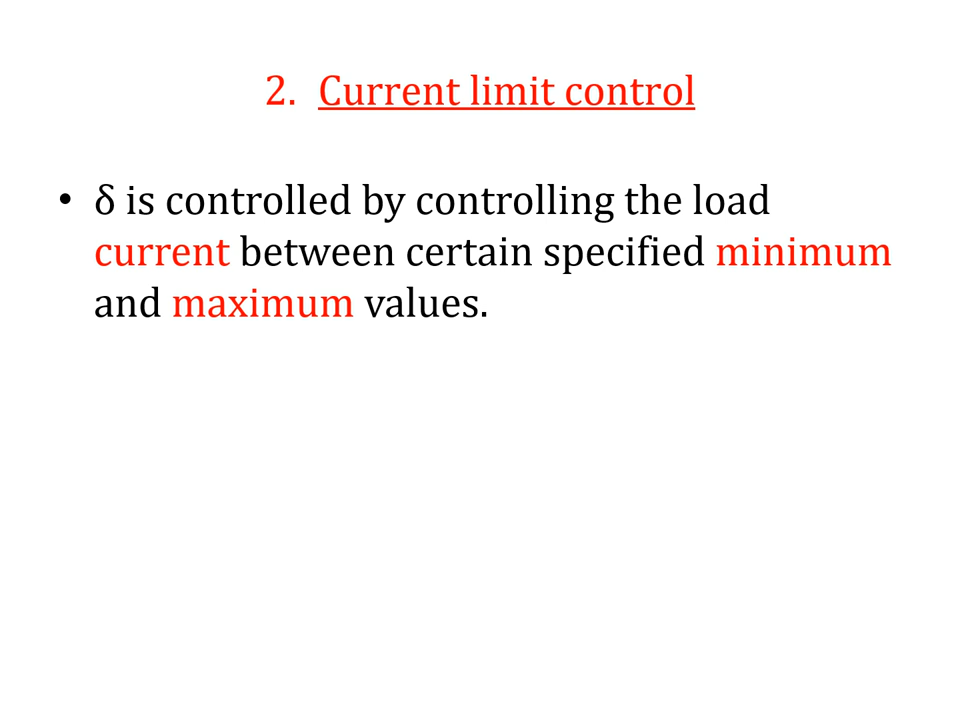 2. Current limit control
• δ is controlled by controlling the load
current between certain specified minimum
and maximum values.